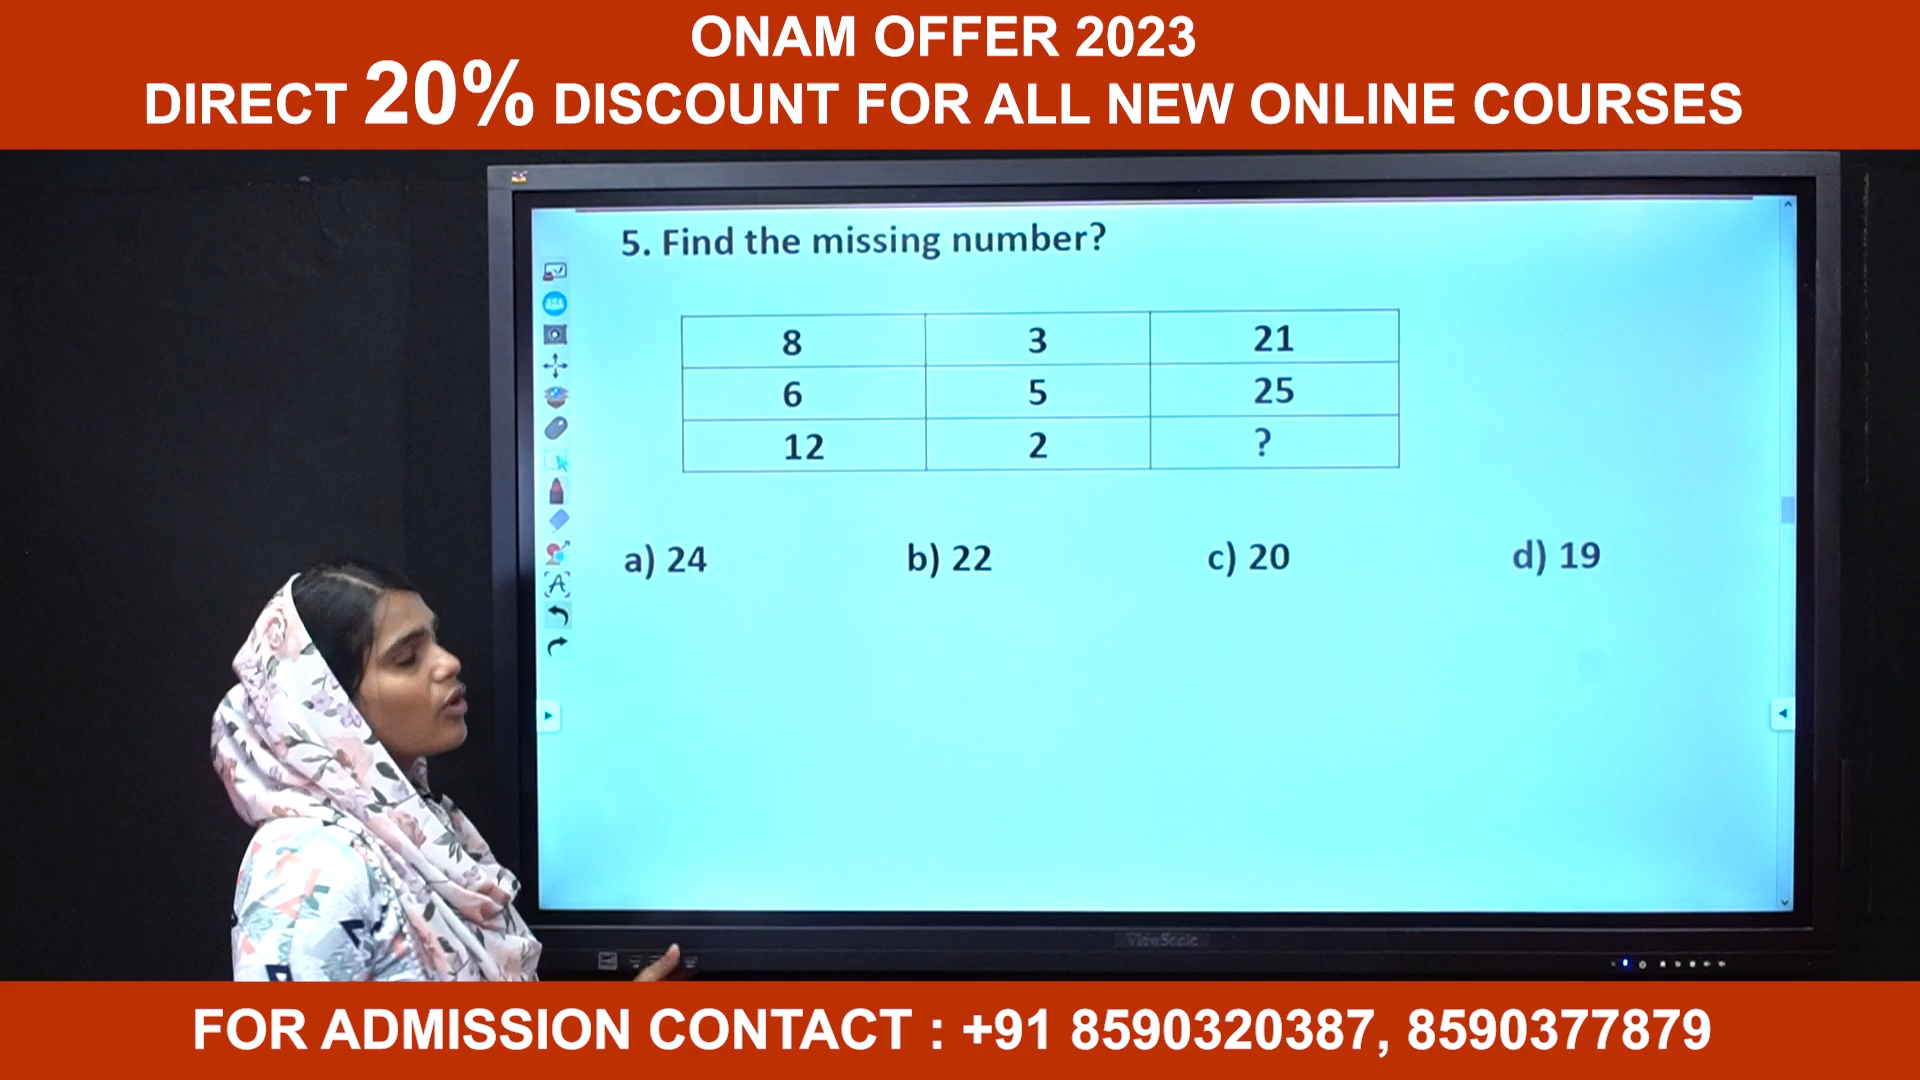 ONAM OFFER 2023
DIRECT 20% DISCOUNT FOR ALL NEW ONLINE COURSES
5. Find the missing number?
8 3 21
6 5 25
12 2 ?
a) 24 b) 22 c) 20 d) 19
ViewSonic
FOR ADMISSION CONTACT : +91 8590320387, 8590377879